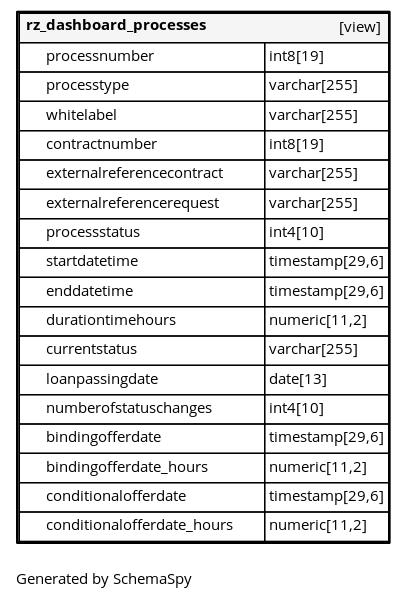 rz_dashboard_processes [view]
processnumber int8[19]
processtype varchar[255]
whitelabel varchar[255]
contractnumber int8[19]
externalreferencecontract varchar[255]
externalreferencerequest varchar[255]
processstatus int4[10]
startdatetime timestamp[29,6]
enddatetime timestamp[29,6]
durationtimehours numeric[11,2]
currentstatus varchar[255]
loanpassingdate date[13]
numberofstatuschanges int4[10]
bindingofferdate timestamp[29,6]
bindingofferdate_hours numeric[11,2]
conditionalofferdate timestamp[29,6]
conditionalofferdate_hours numeric[11,2]
Generated by SchemaSpy